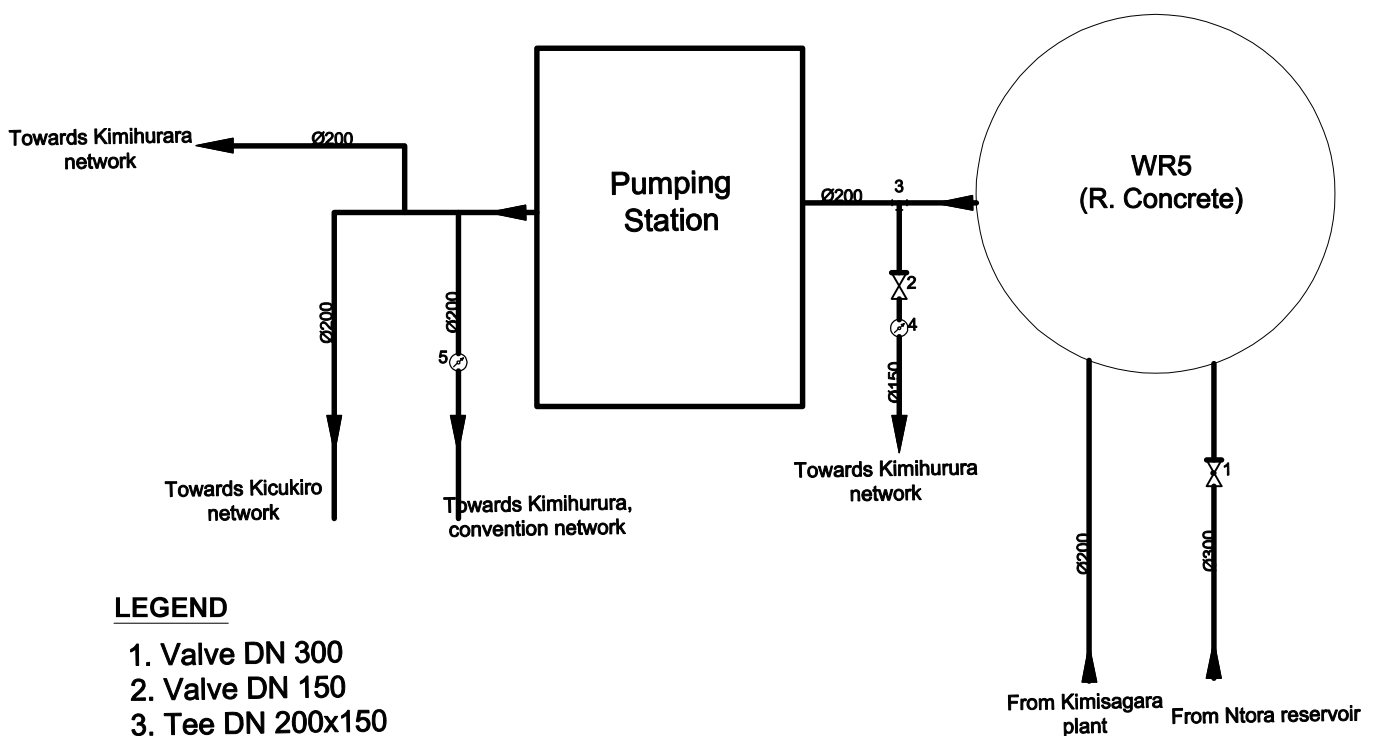 Towards Kimihurara
network
Ø200
Pumping
Station
Ø200
3
WR5
(R. Concrete)
2
4
Ø200
Ø200
5
Ø150
Towards Kimihurura
network
1
Towards Kicukiro
network
Towards Kimihurura,
convention network
Ø200
Ø300
LEGEND
1. Valve DN 300
2. Valve DN 150
3. Tee DN 200x150
From Kimisagara
plant
From Ntora reservoir